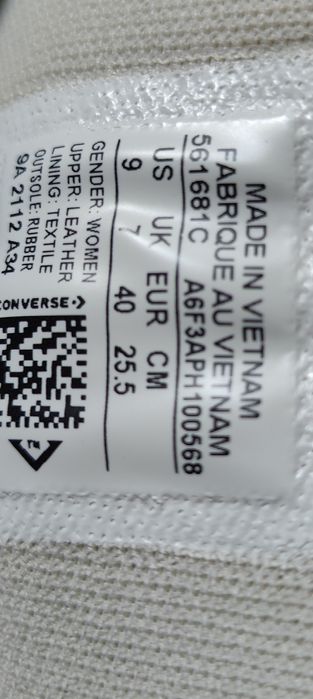 MADE IN VIETNAM
FABRIQUE AU VIETNAM
561681C A6F3APH100568
US UK EUR CM
9 7 40 25.5
GENDER: WOMEN
UPPER: LEATHER
LINING: TEXTILE
OUTSOLE: RUBBER
9A 2112 A34
CONVERSE
TM